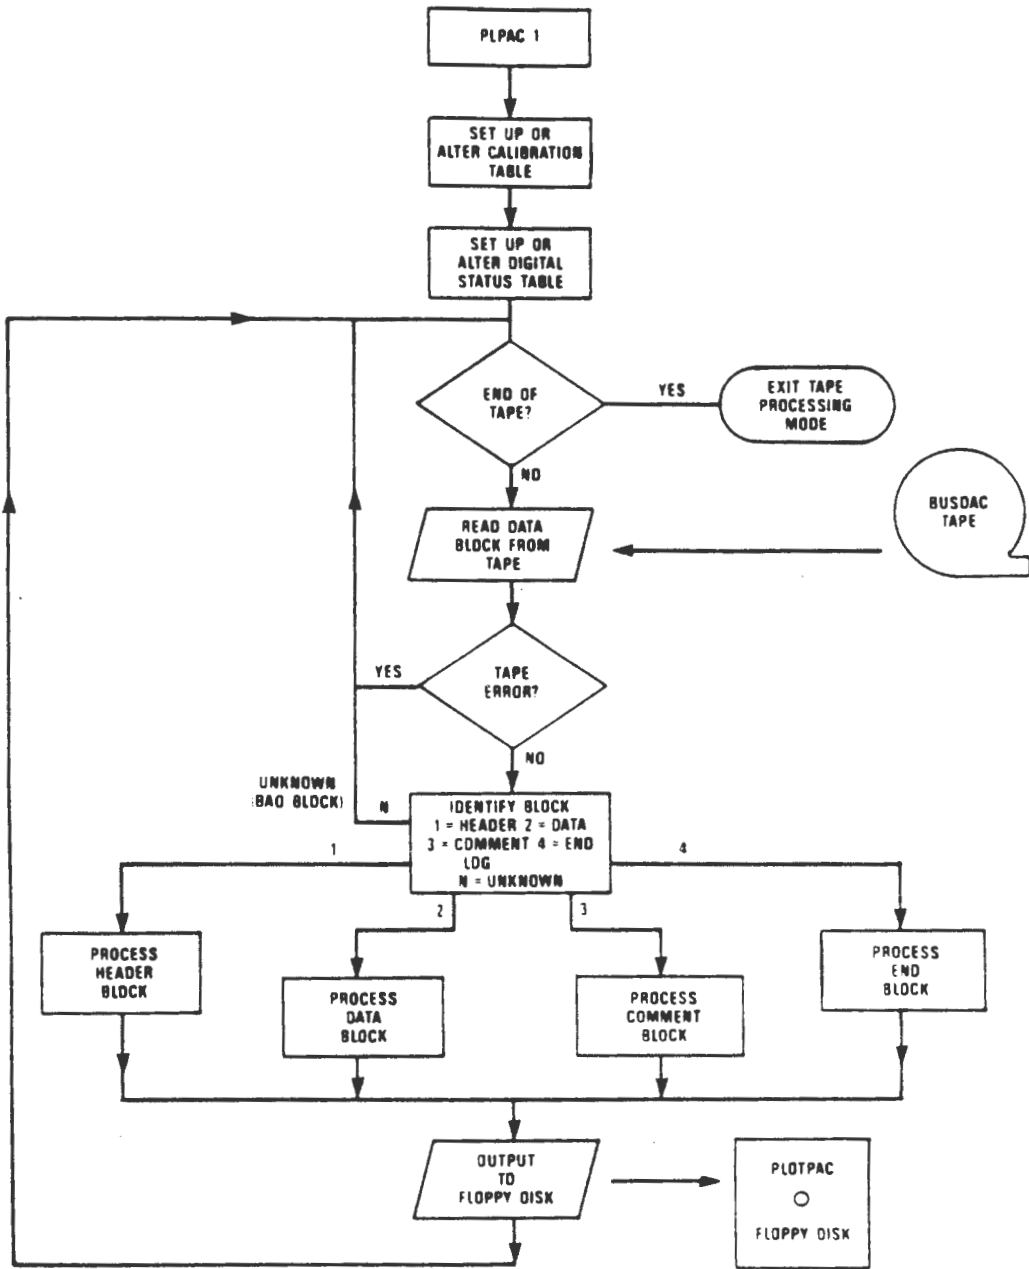 PLPAC 1
SET UP OR
ALTER CALIBRATION
TABLE
SET UP OR
ALTER DIGITAL
STATUS TABLE
END OF
TAPE?
YES
EXIT TAPE
PROCESSING
MODE
NO
READ DATA
BLOCK FROM
TAPE
BUSDAC
TAPE
YES
TAPE
ERROR?
NO
UNKNOWN
(BAD BLOCK)
N
IDENTIFY BLOCK
1 = HEADER 2 = DATA
3 = COMMENT 4 = END
LOG
N = UNKNOWN
1
4
2
3
PROCESS
HEADER
BLOCK
PROCESS
DATA
BLOCK
PROCESS
COMMENT
BLOCK
PROCESS
END
BLOCK
OUTPUT
TO
FLOPPY DISK
PLOTPAC
FLOPPY DISK